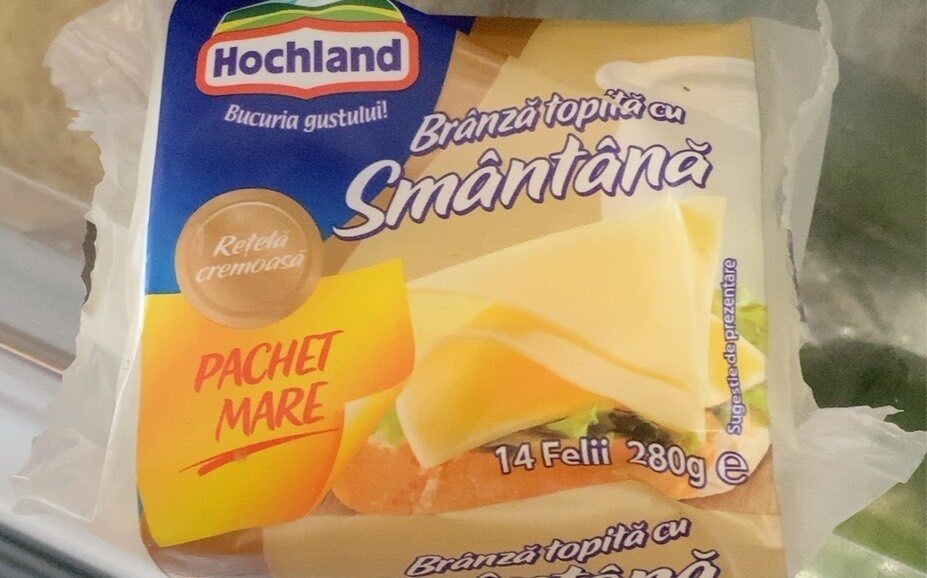 Hochland
Bucuria gustului!
Brânză topită cu
Smântână
Rețetă
cremoasă
PACHET
MARE
Sugestie de prezentare
14 Felii 280g ℮
Brânză topită cu
Smântână